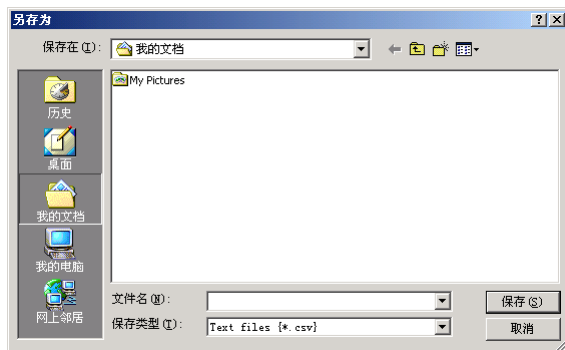 另存为
保存在(I):
我的文档
My Pictures
历史
桌面
我的文档
我的电脑
网上邻居
文件名(N):
保存(S)
保存类型(T):
Text files {*.csv}
取消